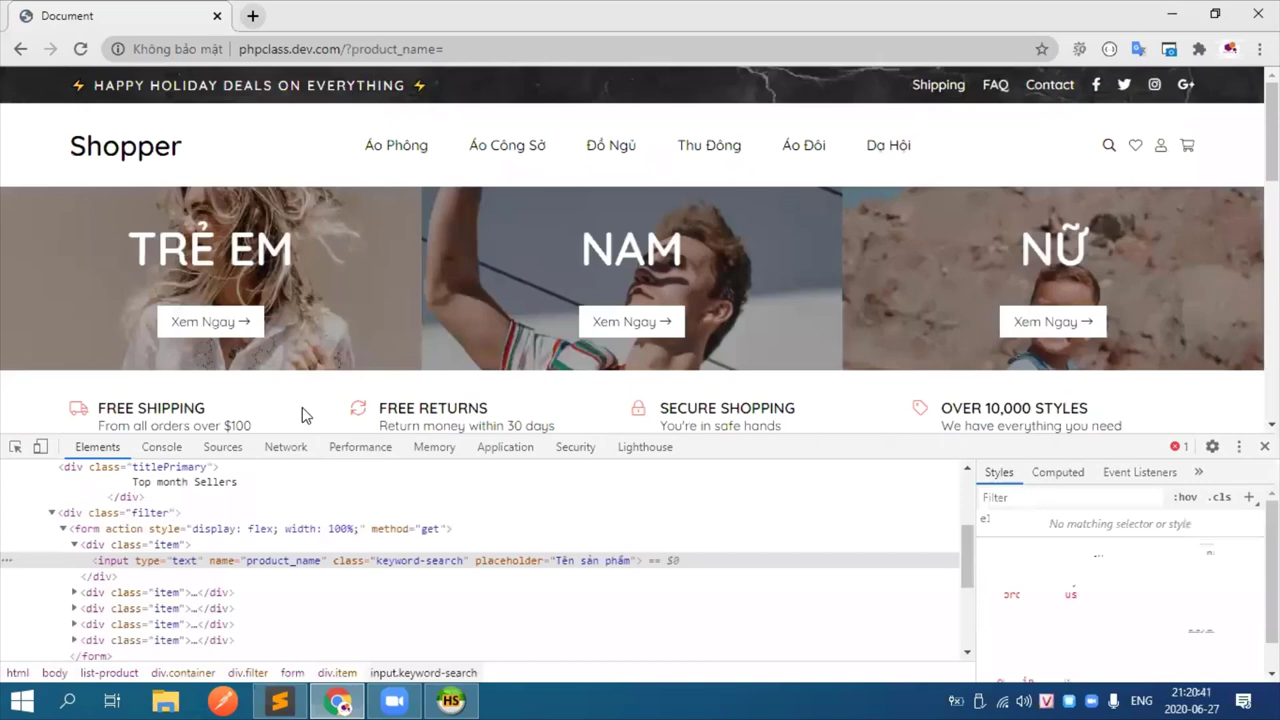 Document
Không bảo mật | phpclass.dev.com/?product_name=
⚡ HAPPY HOLIDAY DEALS ON EVERYTHING ⚡
Shipping FAQ Contact
Shopper
Áo Phông Áo Công Sở Đồ Ngủ Thu Đông Áo Đôi Dạ Hội
TRẺ EM NAM NỮ
Xem Ngay → Xem Ngay → Xem Ngay →
FREE SHIPPING FREE RETURNS SECURE SHOPPING OVER 10,000 STYLES
From all orders over $100 Return money within 30 days You're in safe hands We have everything you need
Elements Console Sources Network Performance Memory Application Security Lighthouse 1
<div class="titlePrimary">
Top month Sellers
</div>
<div class="filter">
<form action style="display: flex; width: 100%;" method="get">
<div class="item">
<input type="text" name="product_name" class="keyword-search" placeholder="Tên sản phẩm"> == $0
</div>
<div class="item">…</div>
<div class="item">…</div>
<div class="item">…</div>
<div class="item">…</div>
</form>
html body list-product div.container div.filter form div.item input.keyword-search
Styles Computed Event Listeners »
Filter :hov .cls +
No matching selector or style
HS
ENG
21:20:41
2020-06-27